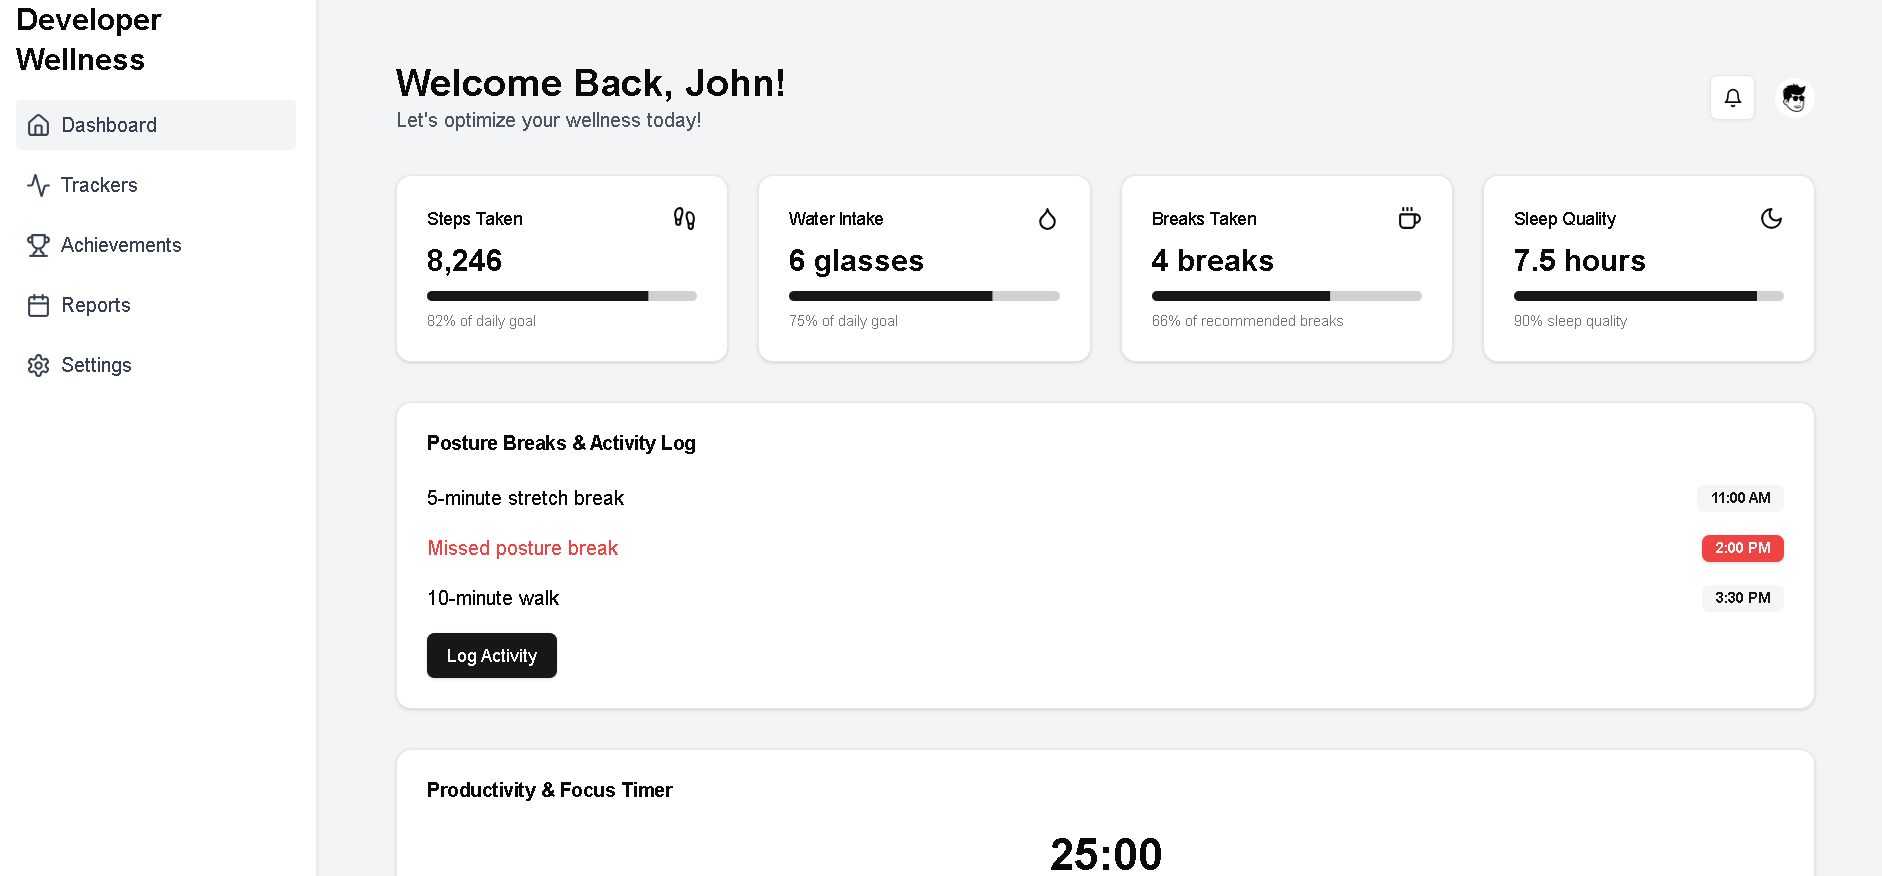 Developer
Wellness
Dashboard
Trackers
Achievements
Reports
Settings
Welcome Back, John!
Let's optimize your wellness today!
Steps Taken
8,246
82% of daily goal
Water Intake
6 glasses
75% of daily goal
Breaks Taken
4 breaks
66% of recommended breaks
Sleep Quality
7.5 hours
90% sleep quality
Posture Breaks & Activity Log
5-minute stretch break 11:00 AM
Missed posture break 2:00 PM
10-minute walk 3:30 PM
Log Activity
Productivity & Focus Timer
25:00